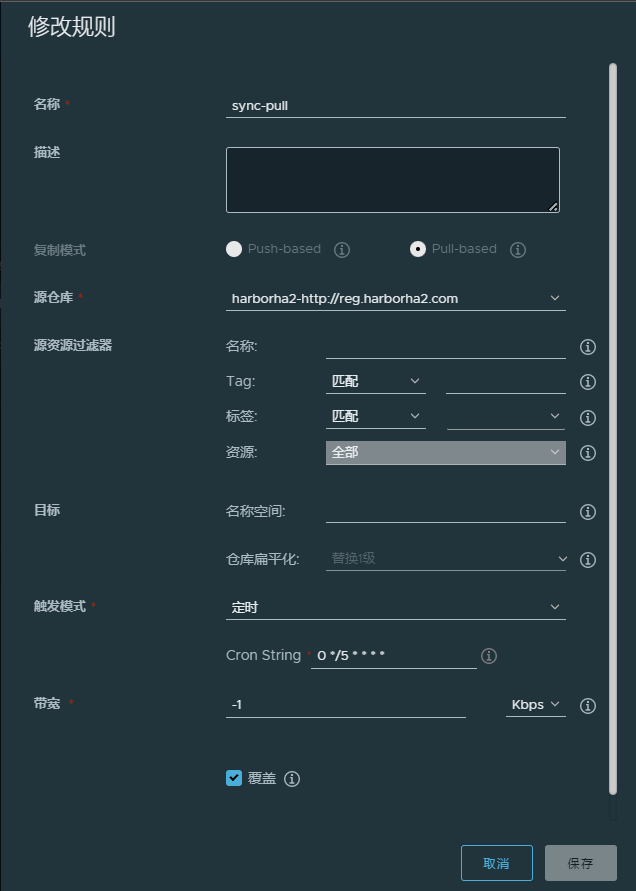 修改规则
名称 *
sync-pull
描述
复制模式
Push-based
Pull-based
源仓库 *
harborha2-http://reg.harborha2.com
源资源过滤器
名称:
Tag:
匹配
标签:
匹配
资源:
全部
目标
名称空间:
仓库扁平化:
替换1级
触发模式 *
定时
Cron String * 0 */5 * * * *
带宽 *
-1
Kbps
覆盖
取消
保存